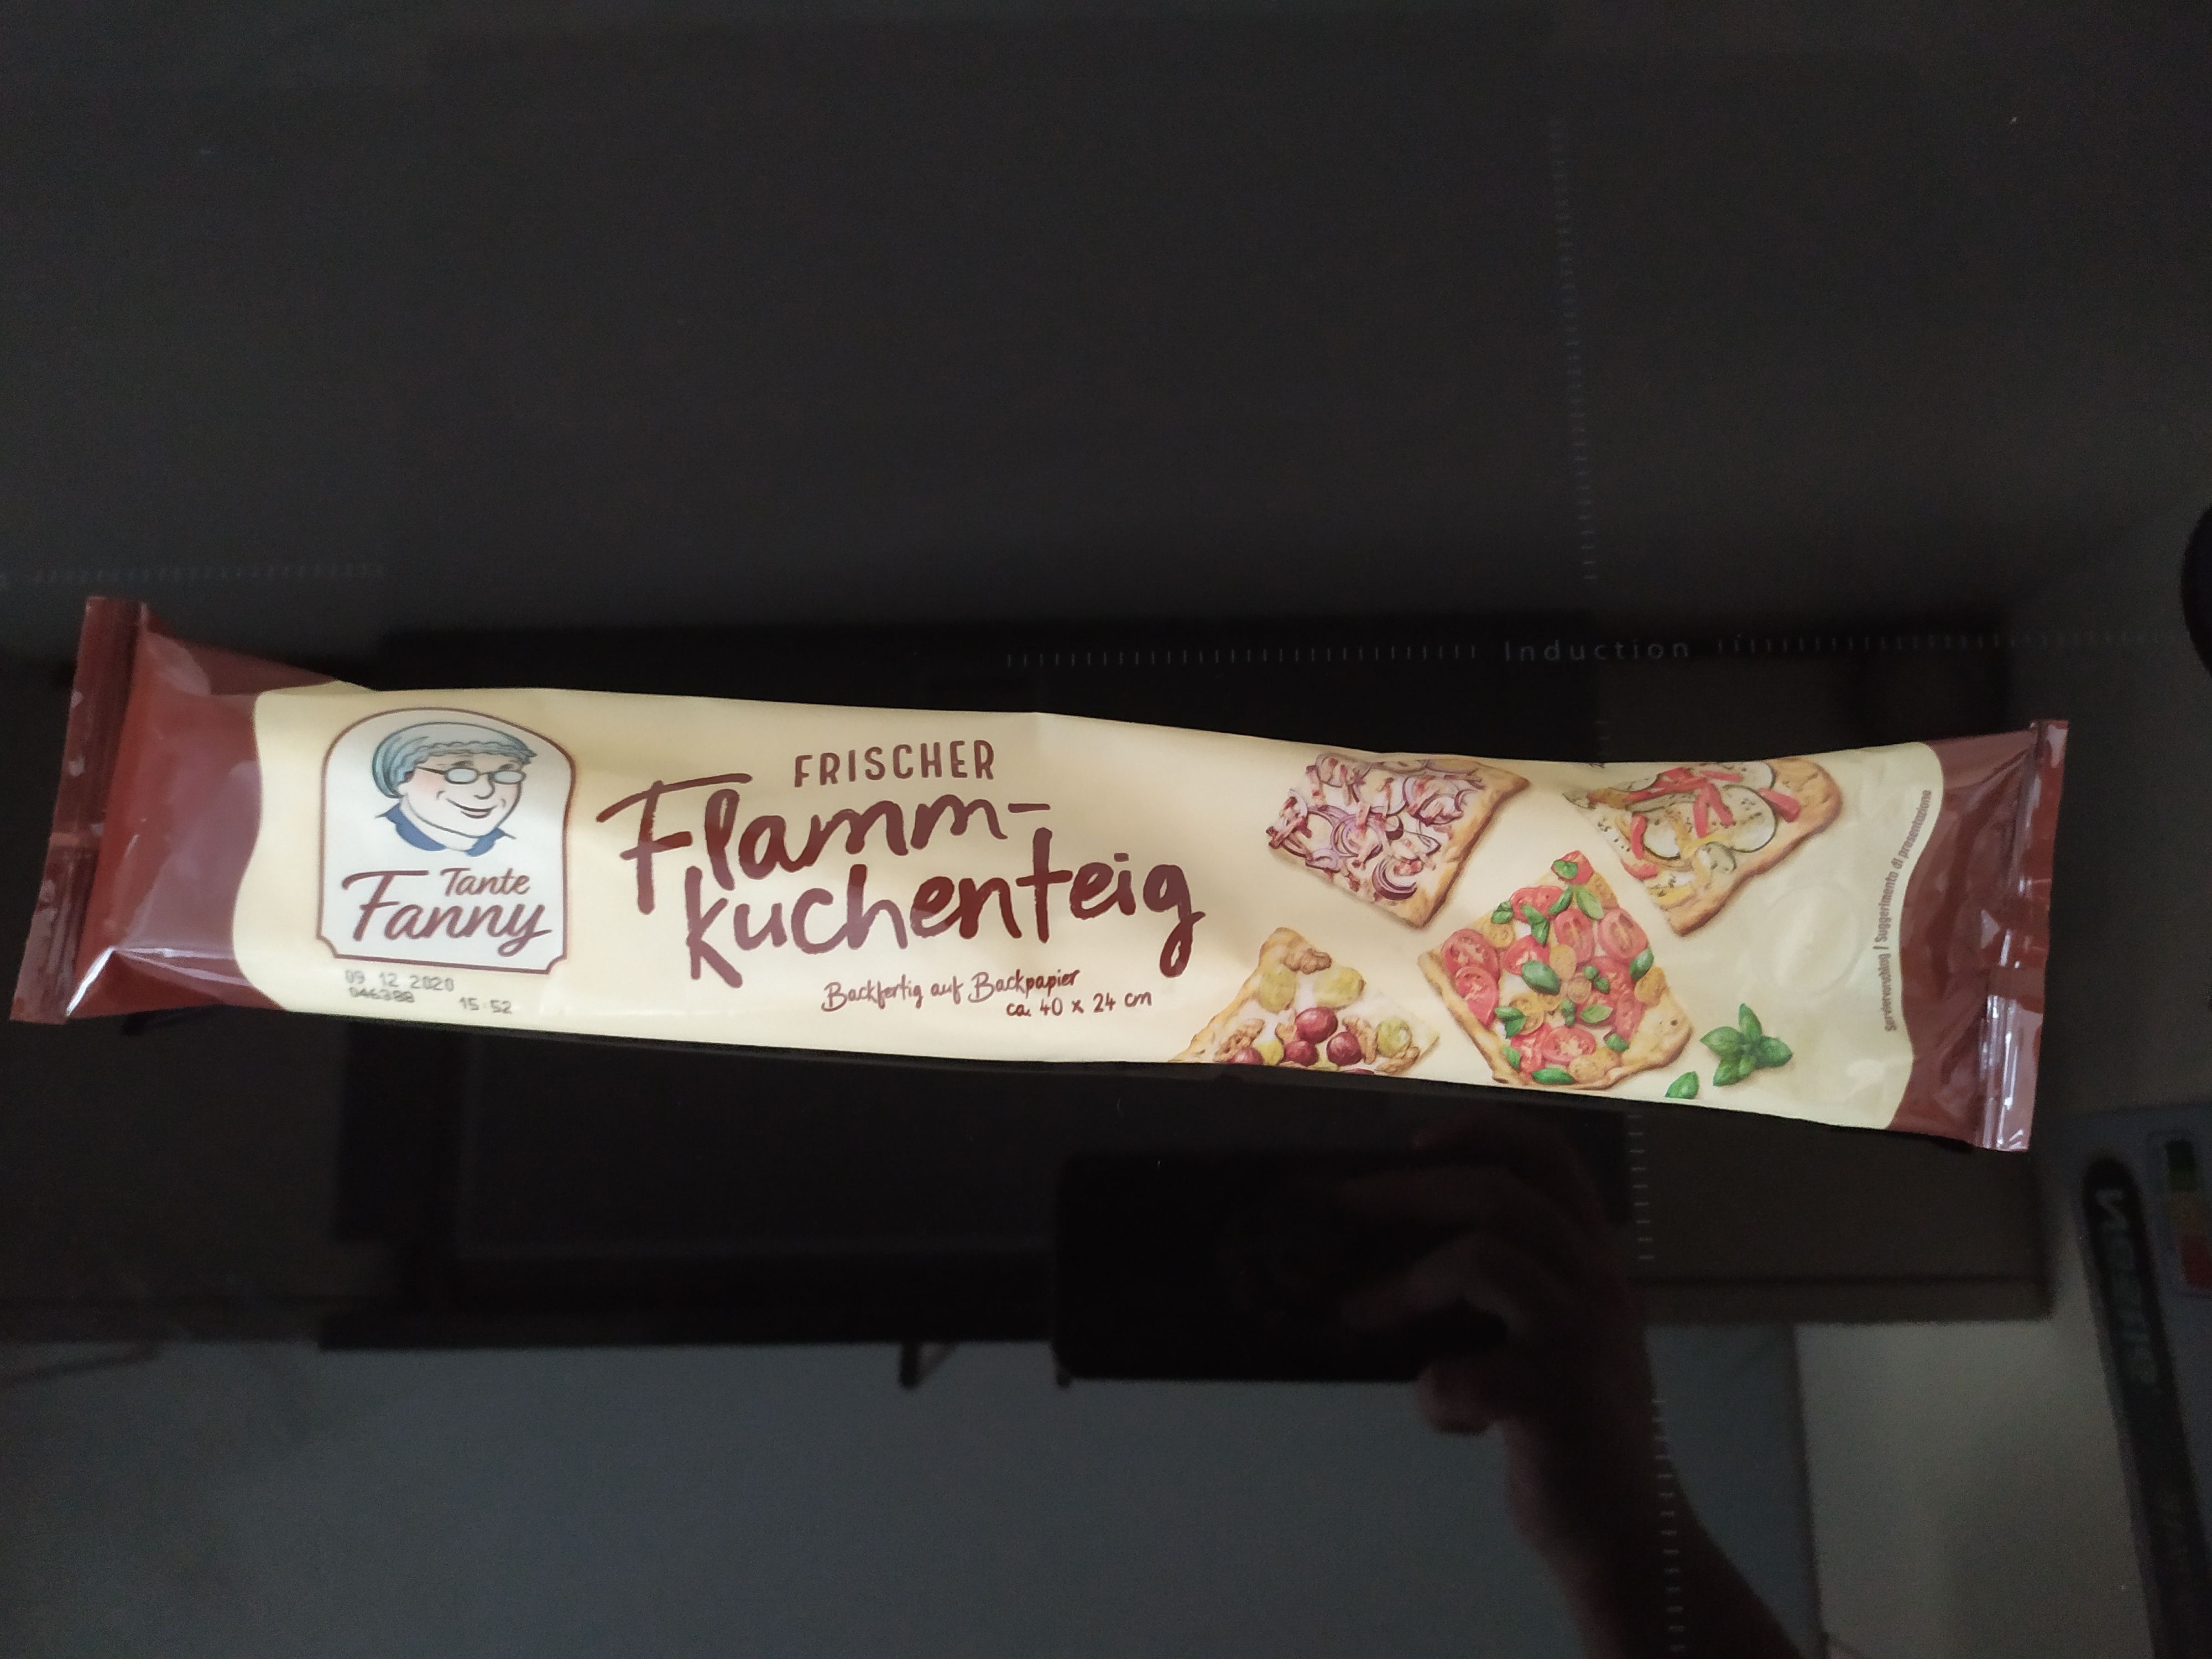 Induction
Tante
Fanny
FRISCHER
Flamm-
kuchenteig
Backfertig auf Backpapier
ca. 40 x 24 cm
09 12 2020
046388 15:52
Serviervorschlag | Suggerimento di presentazione